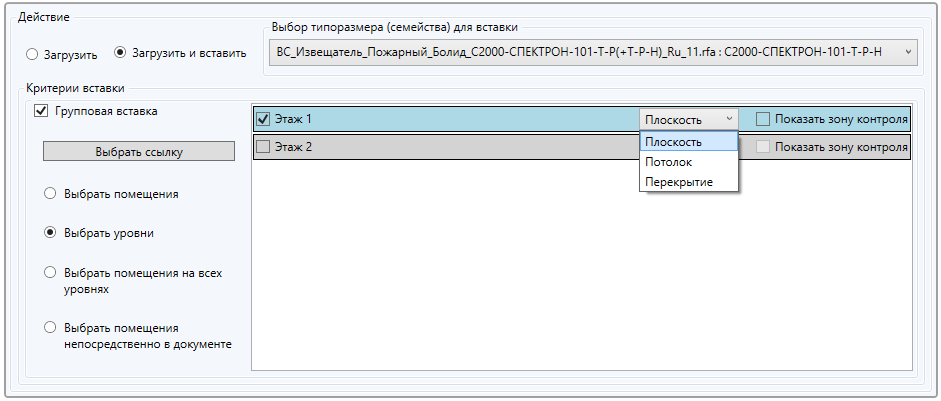 Действие
Выбор типоразмера (семейства) для вставки
Загрузить
Загрузить и вставить
ВС_Извещатель_Пожарный_Болид_С2000-СПЕКТРОН-101-Т-Р(+Т-Р-Н)_Ru_11.rfa : С2000-СПЕКТРОН-101-Т-Р-Н
Критерии вставки
Групповая вставка
Выбрать ссылку
Выбрать помещения
Выбрать уровни
Выбрать помещения на всех
уровнях
Выбрать помещения
непосредственно в документе
Этаж 1
Плоскость
Показать зону контроля
Этаж 2
Показать зону контроля
Плоскость
Потолок
Перекрытие